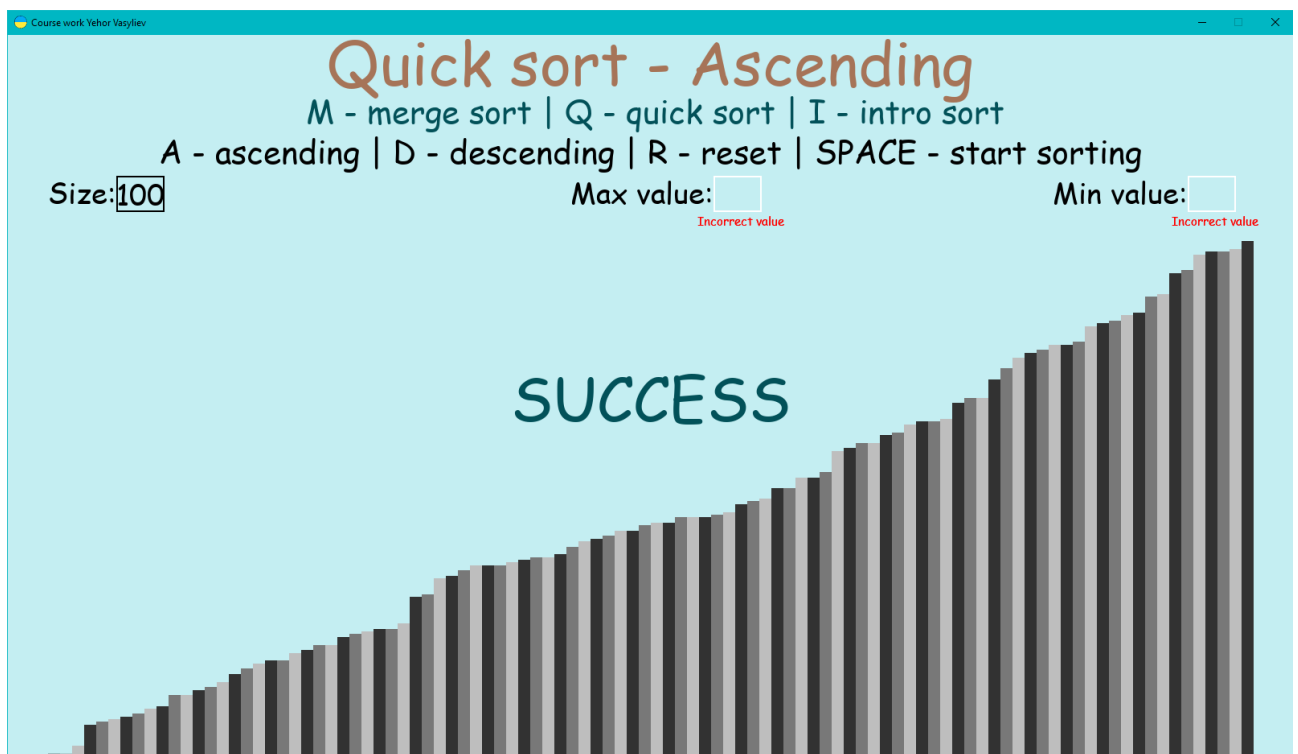 Course work Yehor Vasyliev
Quick sort - Ascending
M - merge sort | Q - quick sort | I - intro sort
A - ascending | D - descending | R - reset | SPACE - start sorting
Size:100 Max value: Min value:
Incorrect value Incorrect value
SUCCESS